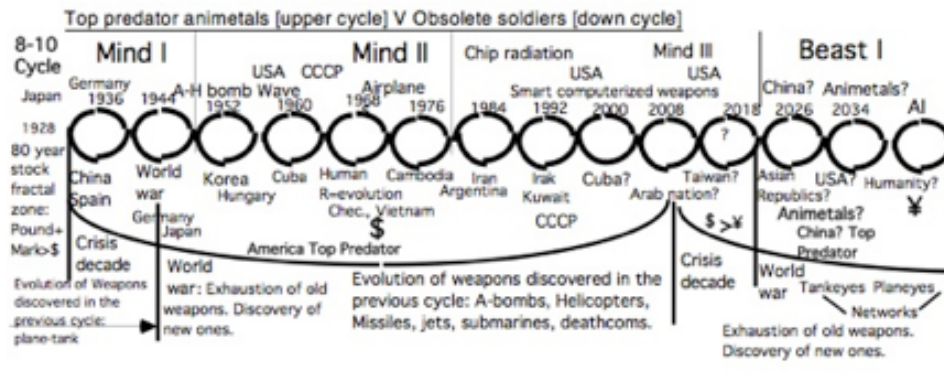 Top predator animetals [upper cycle] V Obsolete soldiers [down cycle]
8-10
Cycle
Mind I
Mind II
Chip radiation
Mind III
Beast I
USA CCCP
USA
USA
Germany
A-H bomb Wave
Airplane
Smart computerized weapons
China? Animetals?
Japan
1936 1944 1952 1960 1968 1976 1984 1992 2000 2008 2018 2026 2034 AI
1928
?
80 year
stock
fractal
zone:
Pound+
Mark>$
China
Spain
World
war
Germany
Japan
Korea
Hungary
Cuba
Human
R=evolution
Chec., Vietnam
$
Cambodia
Iran
Argentina
Irak
Kuwait
CCCP
Cuba?
Arab nation?
Taiwan?
$ >¥
Asian
Republics?
USA?
Humanity?
¥
Animetals?
China? Top
Predator
Crisis
decade
America Top Predator
Evolution of Weapons
discovered in the
previous cycle:
plane-tank
World
war: Exhaustion of old
weapons. Discovery of
new ones.
Evolution of weapons discovered in the
previous cycle: A-bombs, Helicopters,
Missiles, jets, submarines, deathcoms.
Crisis
decade
World
war
Tankeyes Planeyes
Networks
Exhaustion of old weapons.
Discovery of new ones.